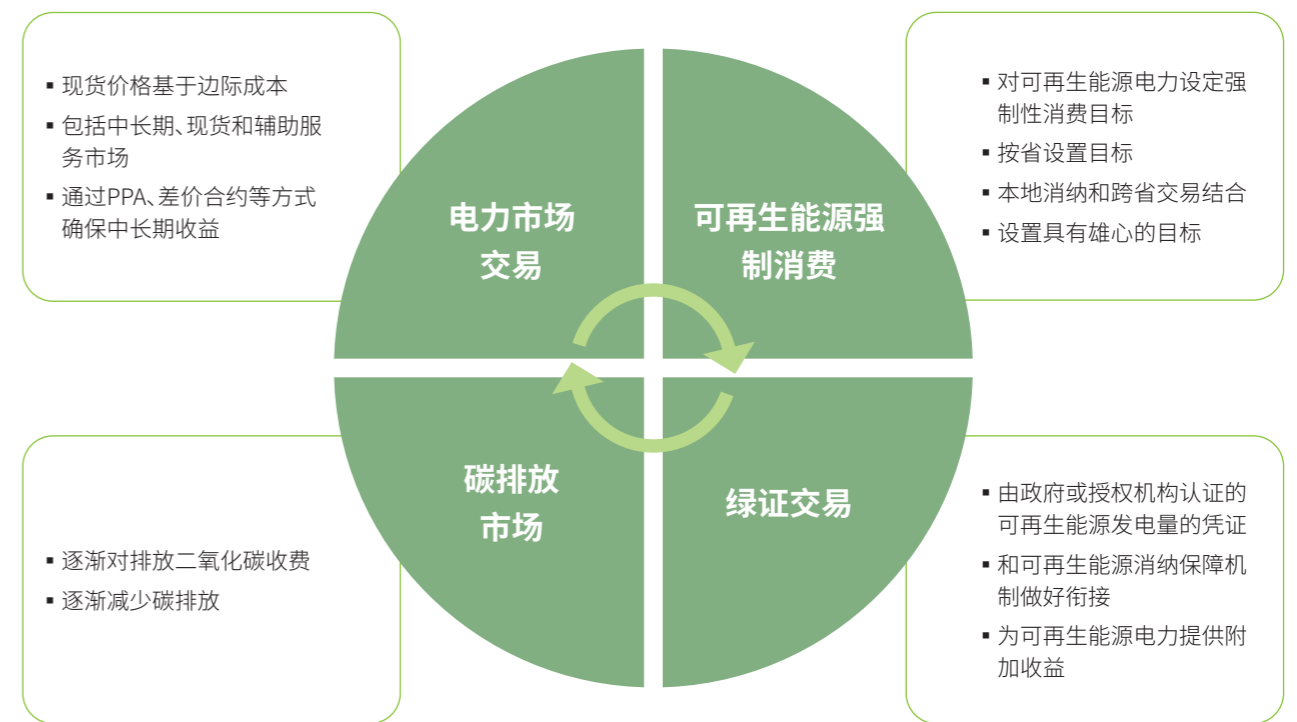 ▪ 现货价格基于边际成本
▪ 包括中长期、现货和辅助服
务市场
▪ 通过PPA、差价合约等方式
确保中长期收益
电力市场
交易
可再生能源强
制消费
▪ 对可再生能源电力设定强
制性消费目标
▪ 按省设置目标
▪ 本地消纳和跨省交易结合
▪ 设置具有雄心的目标
▪ 逐渐对排放二氧化碳收费
▪ 逐渐减少碳排放
碳排放
市场
绿证交易
▪ 由政府或授权机构认证的
可再生能源发电量的凭证
▪ 和可再生能源消纳保障机
制做好衔接
▪ 为可再生能源电力提供附
加收益